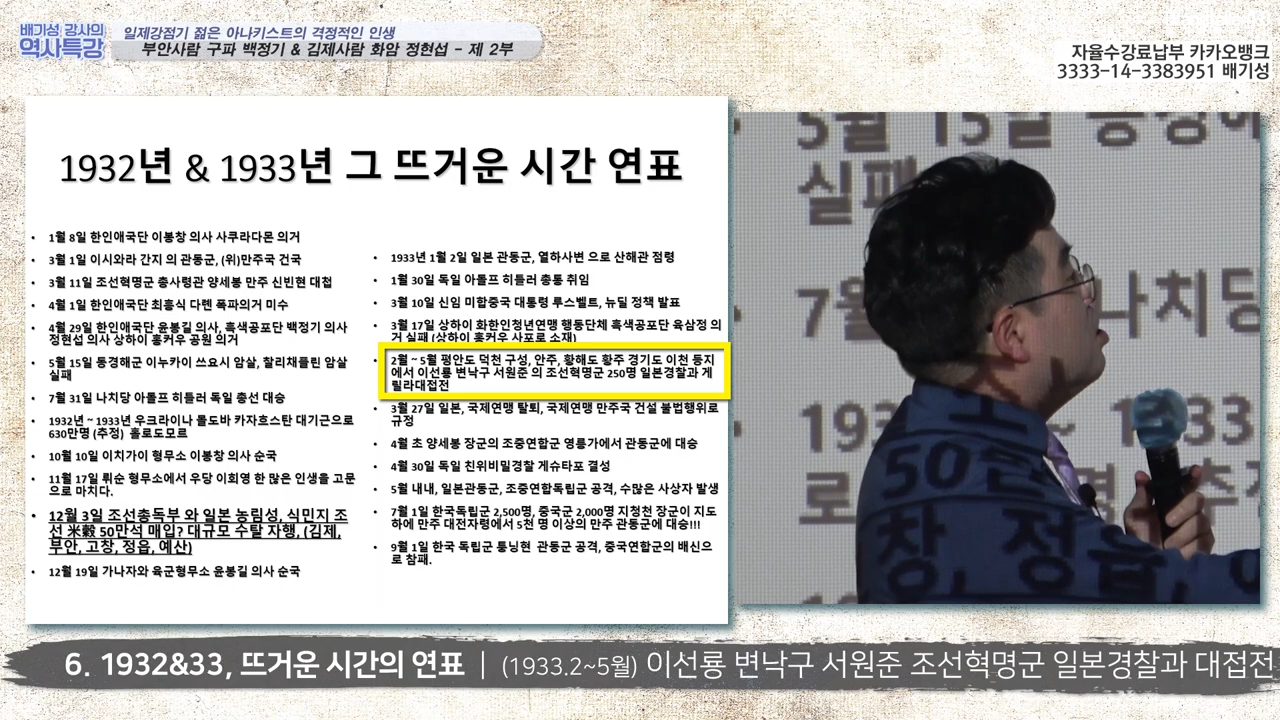 배기성 강사의
역사특강
일제강점기 젊은 아나키스트의 격정적인 인생
부안사람 구파 백정기 & 김제사람 화암 정현섭 - 제 2부
자율수강료납부 카카오뱅크
3333-14-3383951 배기성
1932년 & 1933년 그 뜨거운 시간 연표
• 1월 8일 한인애국단 이봉창 의사 사쿠라다몬 의거
• 3월 1일 이시와라 간지 의 관동군, (위)만주국 건국
• 3월 11일 조선혁명군 총사령관 양세봉 만주 신빈현 대첩
• 4월 1일 한인애국단 최흥식 다롄 폭파의거 미수
• 4월 29일 한인애국단 윤봉길 의사, 흑색공포단 백정기 의사
정현섭 의사 상하이 훙커우 공원 의거
• 5월 15일 동경해군 이누카이 쓰요시 암살, 찰리채플린 암살
실패
• 7월 31일 나치당 아돌프 히틀러 독일 총선 대승
• 1932년 ~ 1933년 우크라이나 몰도바 카자흐스탄 대기근으로
630만명 (추정) 홀로도모르
• 10월 10일 이치가이 형무소 이봉창 의사 순국
• 11월 17일 뤼순 형무소에서 우당 이회영 한 많은 인생을 고문
으로 마치다.
• 12월 3일 조선총독부 와 일본 농림성, 식민지 조
선 米穀 50만석 매입? 대규모 수탈 자행, (김제,
부안, 고창, 정읍, 예산)
• 12월 19일 가나자와 육군형무소 윤봉길 의사 순국
• 1933년 1월 2일 일본 관동군, 열하사변 으로 산해관 점령
• 1월 30일 독일 아돌프 히틀러 총통 취임
• 3월 10일 신임 미합중국 대통령 루스벨트, 뉴딜 정책 발표
• 3월 17일 상하이 화한인청년연맹 행동단체 흑색공포단 육삼정 의
거 실패 (상하이 훙커우 사포로 소재)
• 2월 ~ 5월 평안도 덕천 구성, 안주, 황해도 황주 경기도 이천 등지
에서 이선룡 변낙구 서원준 의 조선혁명군 250명 일본경찰과 게
릴라대접전
• 3월 27일 일본, 국제연맹 탈퇴, 국제연맹 만주국 건설 불법행위로
규정
• 4월 초 양세봉 장군의 조중연합군 영릉가에서 관동군에 대승
• 4월 30일 독일 친위비밀경찰 게슈타포 결성
• 5월 내내, 일본관동군, 조중연합독립군 공격, 수많은 사상자 발생
• 7월 1일 한국독립군 2,500명, 중국군 2,000명 지청천 장군이 지도
하에 만주 대전자령에서 5천 명 이상의 만주 관동군에 대승!!!
• 9월 1일 한국 독립군 퉁닝현 관동군 공격, 중국연합군의 배신으
로 참패.
5월 15일 동경해
실패
7월 나치당
193 ~ 1933
로 명 추정
50만
창, 정읍,
6. 1932&33, 뜨거운 시간의 연표 | (1933.2~5월) 이선룡 변낙구 서원준 조선혁명군 일본경찰과 대접전